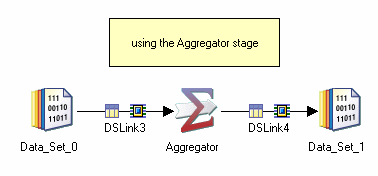 using the Aggregator stage
111
00110
11011
111
00110
11011
DSLink3
DSLink4
Data_Set_0
Aggregator
Data_Set_1